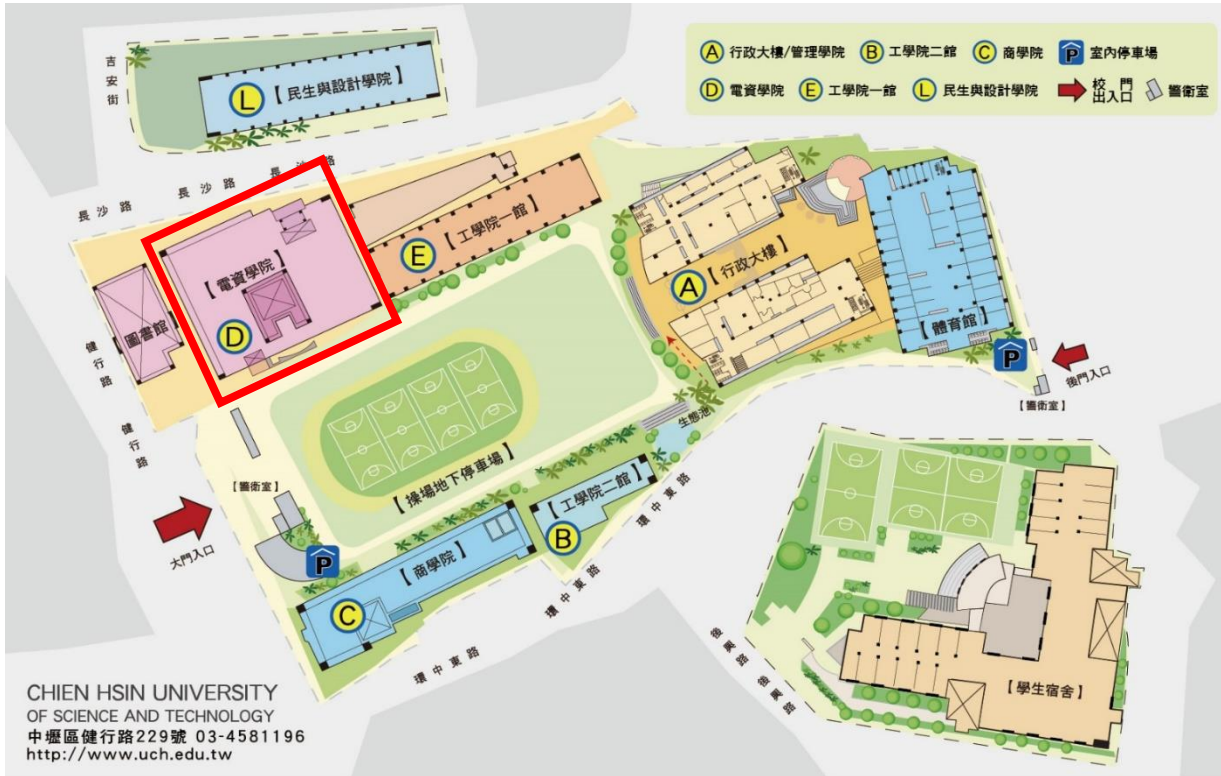 吉安街
L 【民生與設計學院】
A 行政大樓/管理學院 B 工學院二館 C 商學院 P 室內停車場
D 電資學院 E 工學院一館 L 民生與設計學院 校門出入口 警衛室
長沙路 長沙路 長沙路
【工學院一館】
E
【電資學院】
D
圖書館
健行路
健行路
【行政大樓】
A
【體育館】
P
後門入口
【警衛室】
生態池
【操場地下停車場】
【警衛室】
大門入口
P
【工學院二館】
B
環中東路
環中東路
環中東路
【商學院】
C
後興路
後興路
【學生宿舍】
CHIEN HSIN UNIVERSITY
OF SCIENCE AND TECHNOLOGY
中壢區健行路229號 03-4581196
http://www.uch.edu.tw